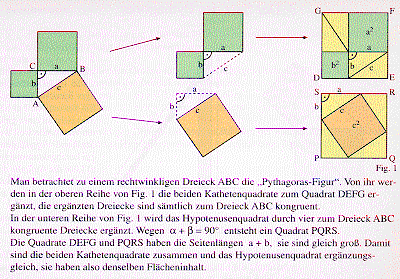 G F
a²
a
C a B
b
c
A
a
b
c
b²
a
b
c
D E
a
b
c
S a R
b
c
c²
P Q
Fig. 1
Man betrachtet zu einem rechtwinkligen Dreieck ABC die „Pythagoras-Figur“. Von ihr wer-
den in der oberen Reihe von Fig. 1 die beiden Kathetenquadrate zum Quadrat DEFG er-
gänzt, die ergänzten Dreiecke sind sämtlich zum Dreieck ABC kongruent.
In der unteren Reihe von Fig. 1 wird das Hypotenusenquadrat durch vier zum Dreieck ABC
kongruente Dreiecke ergänzt. Wegen α + β = 90° entsteht ein Quadrat PQRS.
Die Quadrate DEFG und PQRS haben die Seitenlängen a + b, sie sind gleich groß. Damit
sind die beiden Kathetenquadrate zusammen und das Hypotenusenquadrat ergänzungs-
gleich, sie haben also denselben Flächeninhalt.